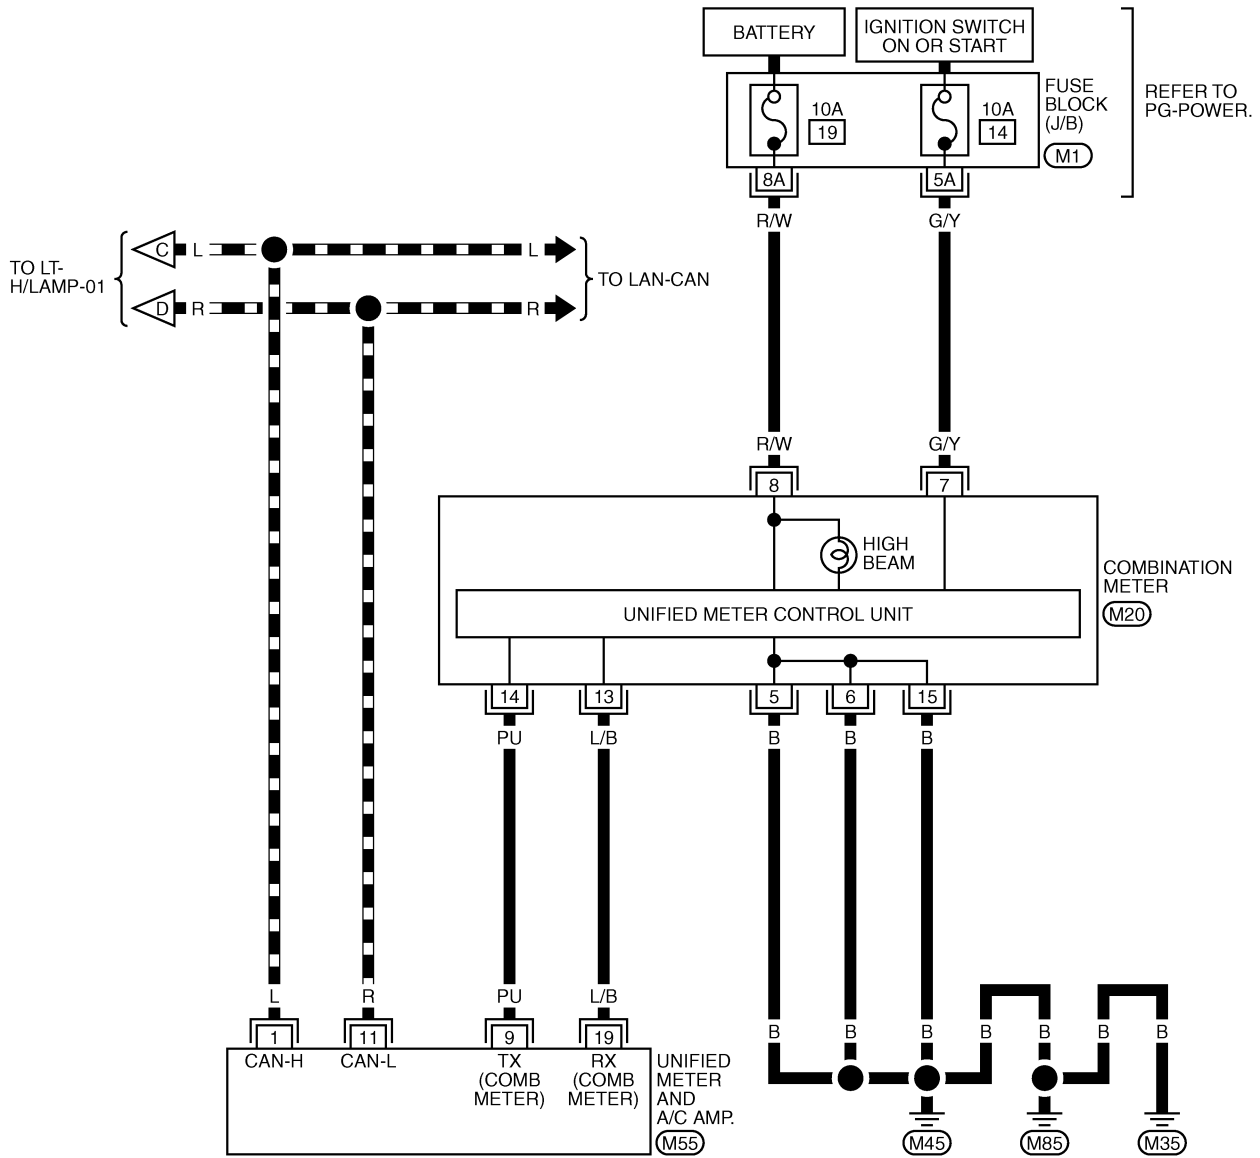 BATTERY
IGNITION SWITCH
ON OR START
10A
19
10A
14
FUSE
BLOCK
(J/B)
M1
REFER TO
PG-POWER.
8A
5A
R/W
G/Y
C
L
L
TO LT-
H/LAMP-01
TO LAN-CAN
D
R
R
R/W
G/Y
8
7
HIGH
BEAM
COMBINATION
METER
M20
UNIFIED METER CONTROL UNIT
14
13
5
6
15
PU
L/B
B
B
B
L
R
PU
L/B
1
11
9
19
B
B
B
B
B
B
B
CAN-H
CAN-L
TX
(COMB
METER)
RX
(COMB
METER)
UNIFIED
METER
AND
A/C AMP.
M55
M45
M85
M35